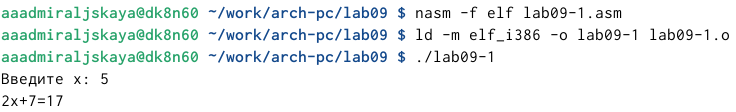 aaadmiraljskaya@dk8n60 ~/work/arch-pc/lab09 $ nasm -f elf lab09-1.asm
aaadmiraljskaya@dk8n60 ~/work/arch-pc/lab09 $ ld -m elf_i386 -o lab09-1 lab09-1.o
aaadmiraljskaya@dk8n60 ~/work/arch-pc/lab09 $ ./lab09-1
Введите x: 5
2x+7=17